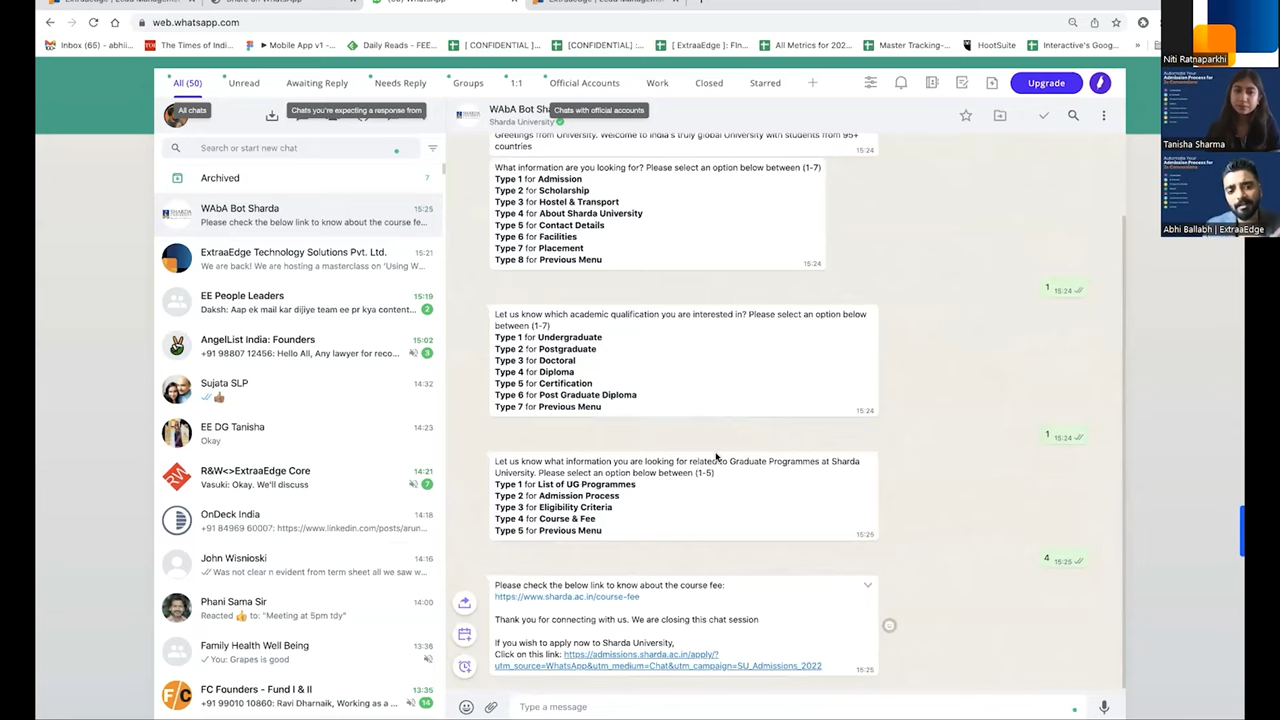 web.whatsapp.com
Inbox (65) - abhii...
The Times of Indi...
Mobile App v1 -...
Daily Reads - FEE...
[ CONFIDENTIAL ]...
[CONFIDENTIAL] :...
[ ExtraaEdge ]: FIn...
All Metrics for 202...
Master Tracking-...
HootSuite
Interactive's Goog...
»
Niti Ratnaparkhi
Tanisha Sharma
Abhi Ballabh | ExtraaEdge
All (50)
Unread
Awaiting Reply
Needs Reply
Groups
1:1
Official Accounts
Work
Closed
Starred
Upgrade
All chats
Chats you're expecting a response from
Chats with official accounts
WAbA Bot Sh
Sharda University
Search or start new chat
Archived 7
WAbA Bot Sharda 15:25
Please check the below link to know about the course fe...
ExtraaEdge Technology Solutions Pvt. Ltd. 15:21
We are back! We are hosting a masterclass on 'Using W...
EE People Leaders 15:19
Daksh: Aap ek mail kar dijiye team ee pr kya content... 2
AngelList India: Founders 15:02
+91 98807 12456: Hello All, Any lawyer for reco... 3
Sujata SLP 14:32
EE DG Tanisha 14:23
Okay
R&W<>ExtraaEdge Core 14:21
Vasuki: Okay. We'll discuss 7
OnDeck India 14:18
+91 84969 60007: https://www.linkedin.com/posts/arun...
John Wisnioski 14:16
Was not clear n evident from term sheet all we saw w...
Phani Sama Sir 14:00
Reacted 👍 to: "Meeting at 5pm tdy"
Family Health Well Being 13:36
You: Grapes is good
FC Founders - Fund I & II 13:35
+91 99010 10860: Ravi Dharnaik, Working as a ... 14
Greetings from University. Welcome to India's truly global University with students from 95+
countries
15:24
What information are you looking for? Please select an option below between (1-7)
Type 1 for Admission
Type 2 for Scholarship
Type 3 for Hostel & Transport
Type 4 for About Sharda University
Type 5 for Contact Details
Type 6 for Facilities
Type 7 for Placement
Type 8 for Previous Menu
15:24
1 15:24
Let us know which academic qualification you are interested in? Please select an option below
between (1-7)
Type 1 for Undergraduate
Type 2 for Postgraduate
Type 3 for Doctoral
Type 4 for Diploma
Type 5 for Certification
Type 6 for Post Graduate Diploma
Type 7 for Previous Menu
15:24
1 15:24
Let us know what information you are looking for related to Graduate Programmes at Sharda
University. Please select an option below between (1-5)
Type 1 for List of UG Programmes
Type 2 for Admission Process
Type 3 for Eligibility Criteria
Type 4 for Course & Fee
Type 5 for Previous Menu
15:25
4 15:25
Please check the below link to know about the course fee:
https://www.sharda.ac.in/course-fee
Thank you for connecting with us. We are closing this chat session
If you wish to apply now to Sharda University,
Click on this link: https://admissions.sharda.ac.in/apply/?
utm_source=WhatsApp&utm_medium=Chat&utm_campaign=SU_Admissions_2022
15:25
Type a message